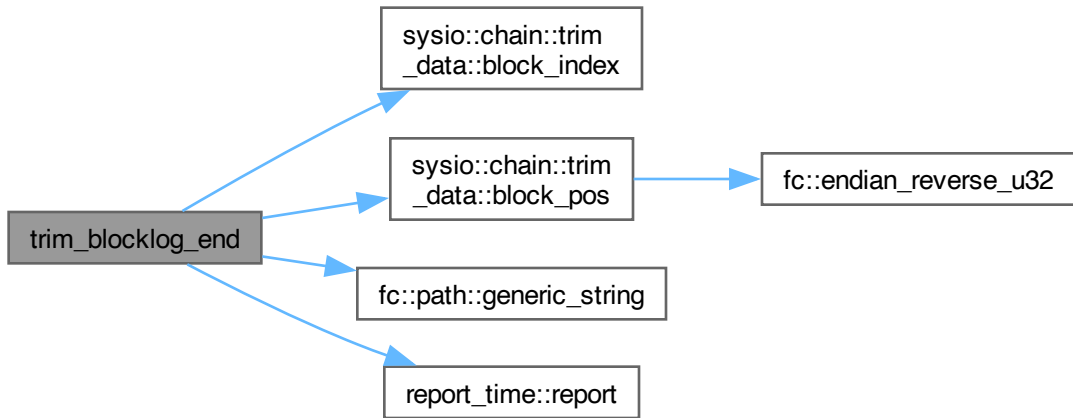 sysio::chain::trim
_data::block_index
sysio::chain::trim
_data::block_pos
fc::endian_reverse_u32
trim_blocklog_end
fc::path::generic_string
report_time::report